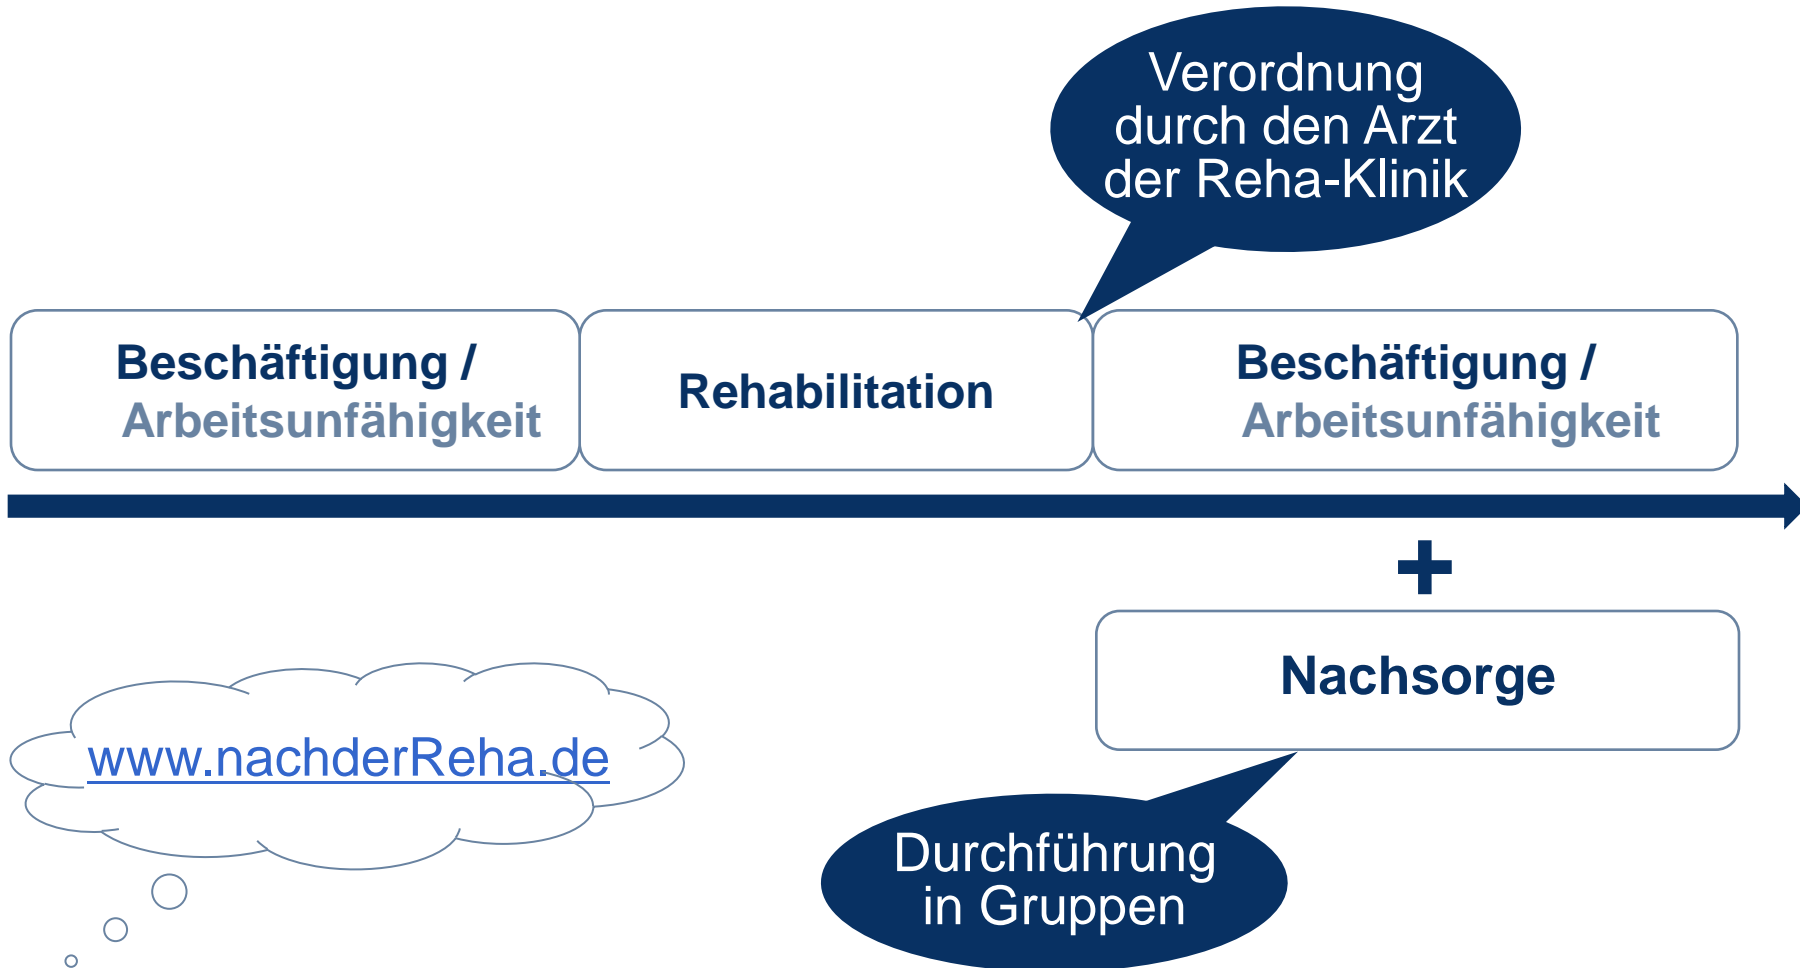 Verordnung
durch den Arzt
der Reha-Klinik
Beschäftigung /
Arbeitsunfähigkeit
Rehabilitation
Beschäftigung /
Arbeitsunfähigkeit
+
Nachsorge
www.nachderReha.de
Durchführung
in Gruppen